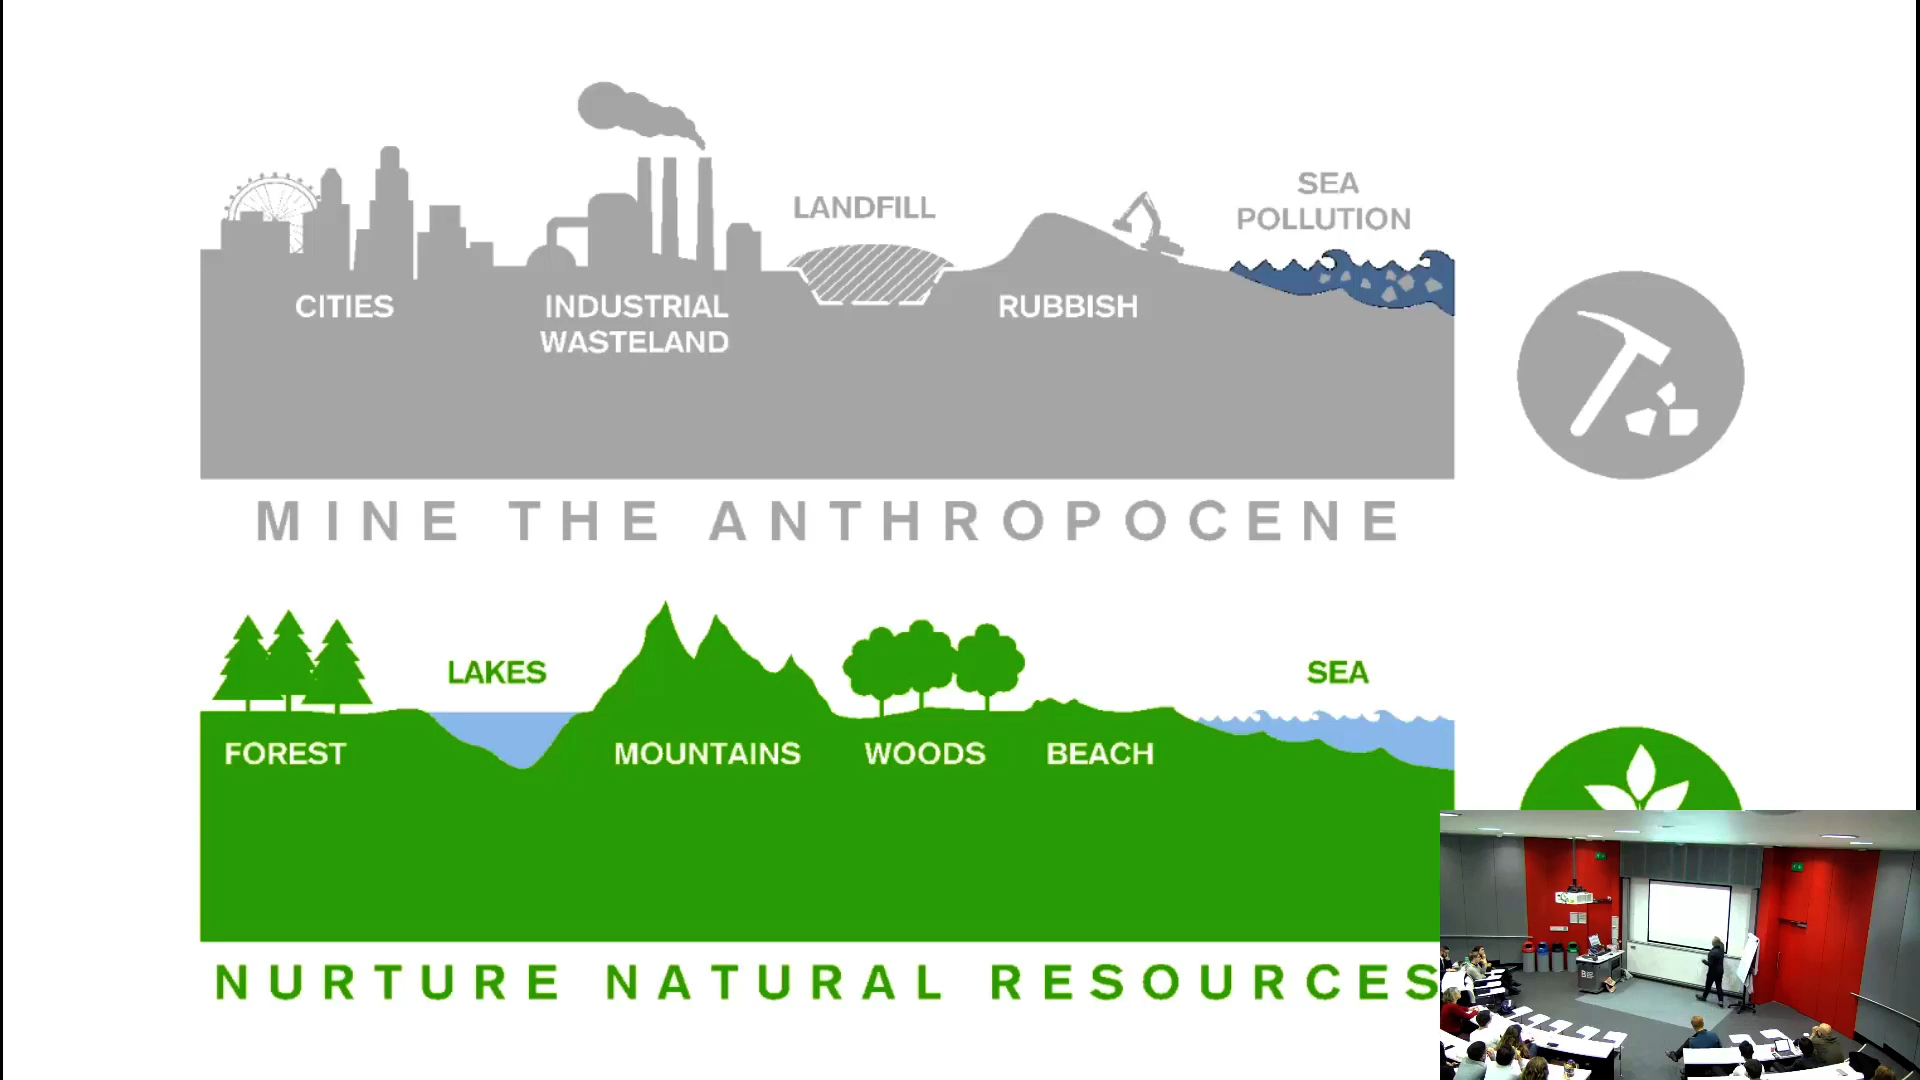 LANDFILL
SEA
POLLUTION
CITIES
INDUSTRIAL
WASTELAND
RUBBISH
MINE THE ANTHROPOCENE
LAKES
SEA
FOREST
MOUNTAINS
WOODS
BEACH
NURTURE NATURAL RESOURCES